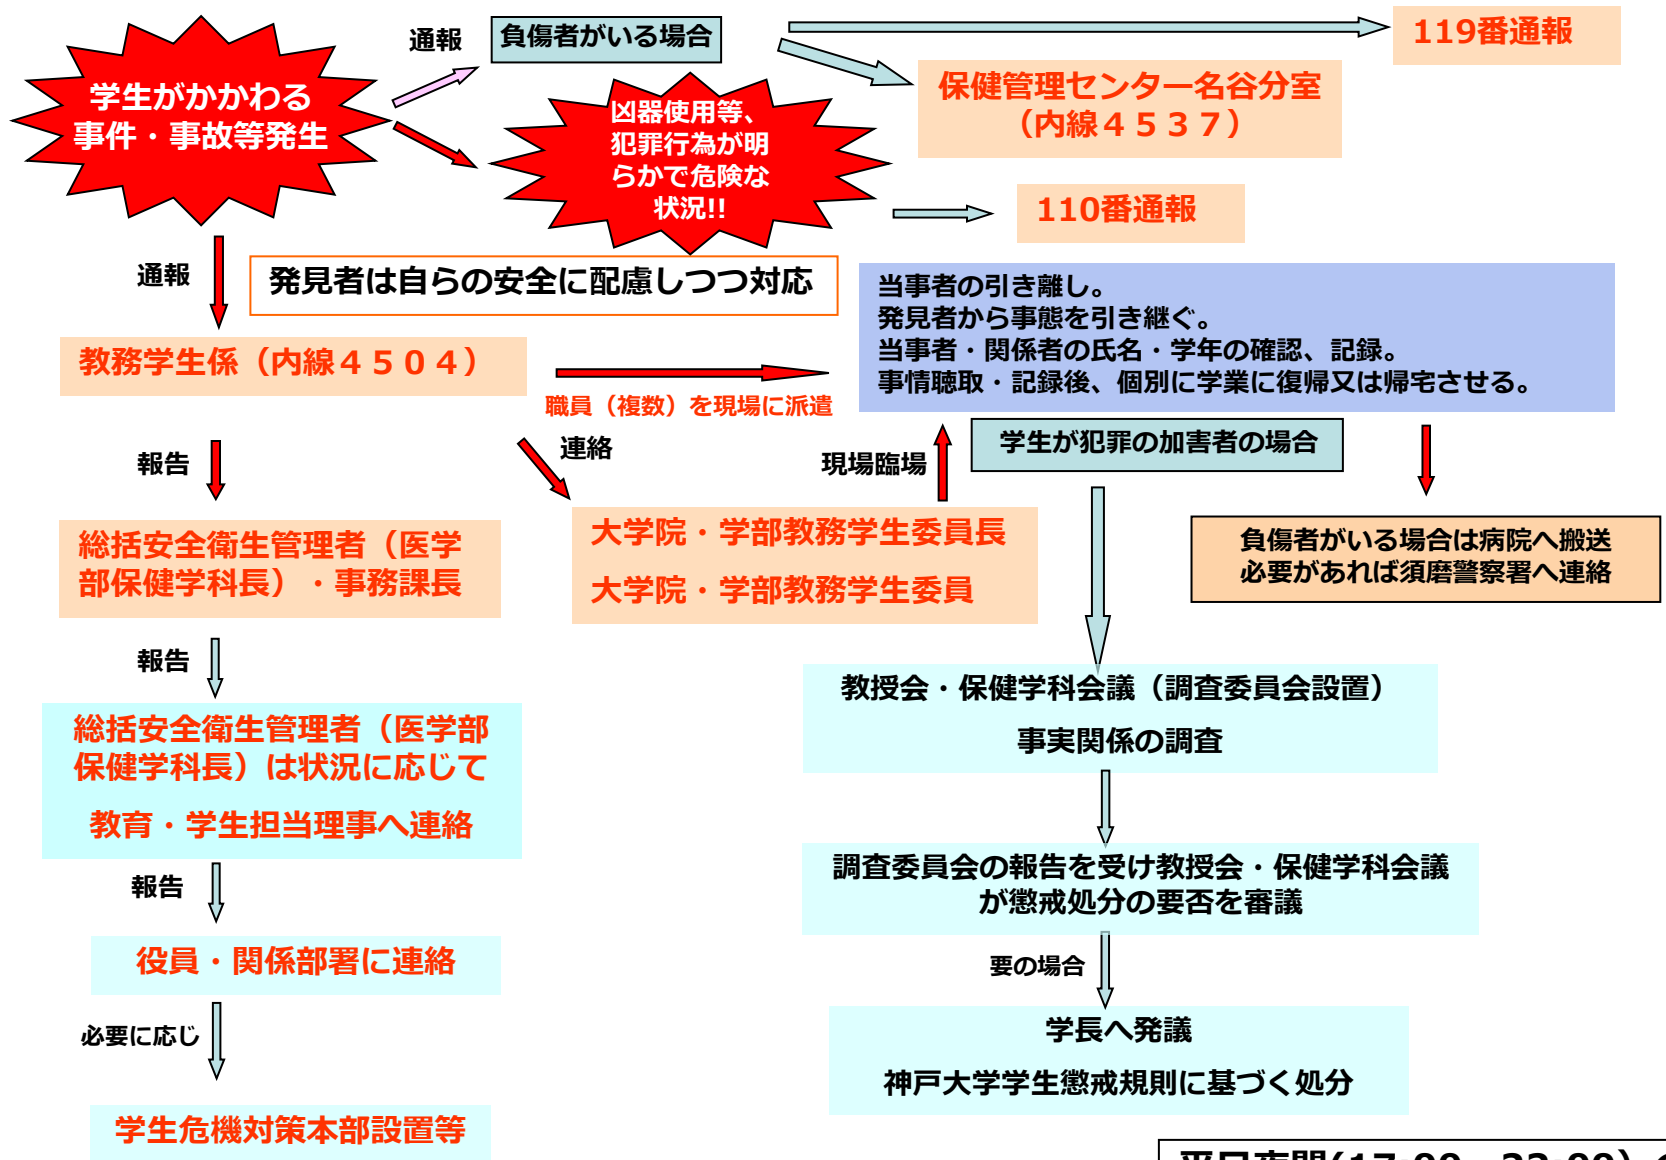 学生がかかわる
事件・事故等発生
通報
負傷者がいる場合
119番通報
保健管理センター名谷分室
（内線４５３７）
凶器使用等、
犯罪行為が明
らかで危険な
状況!!
110番通報
通報
発見者は自らの安全に配慮しつつ対応
当事者の引き離し。
発見者から事態を引き継ぐ。
当事者・関係者の氏名・学年の確認、記録。
事情聴取・記録後、個別に学業に復帰又は帰宅させる。
教務学生係（内線４５０４）
職員（複数）を現場に派遣
連絡
現場臨場
学生が犯罪の加害者の場合
報告
総括安全衛生管理者（医学
部保健学科長）・事務課長
大学院・学部教務学生委員長
大学院・学部教務学生委員
負傷者がいる場合は病院へ搬送
必要があれば須磨警察署へ連絡
報告
総括安全衛生管理者（医学部
保健学科長）は状況に応じて
教育・学生担当理事へ連絡
教授会・保健学科会議（調査委員会設置）
事実関係の調査
報告
調査委員会の報告を受け教授会・保健学科会議
が懲戒処分の要否を審議
役員・関係部署に連絡
要の場合
必要に応じ
学長へ発議
神戸大学学生懲戒規則に基づく処分
学生危機対策本部設置等